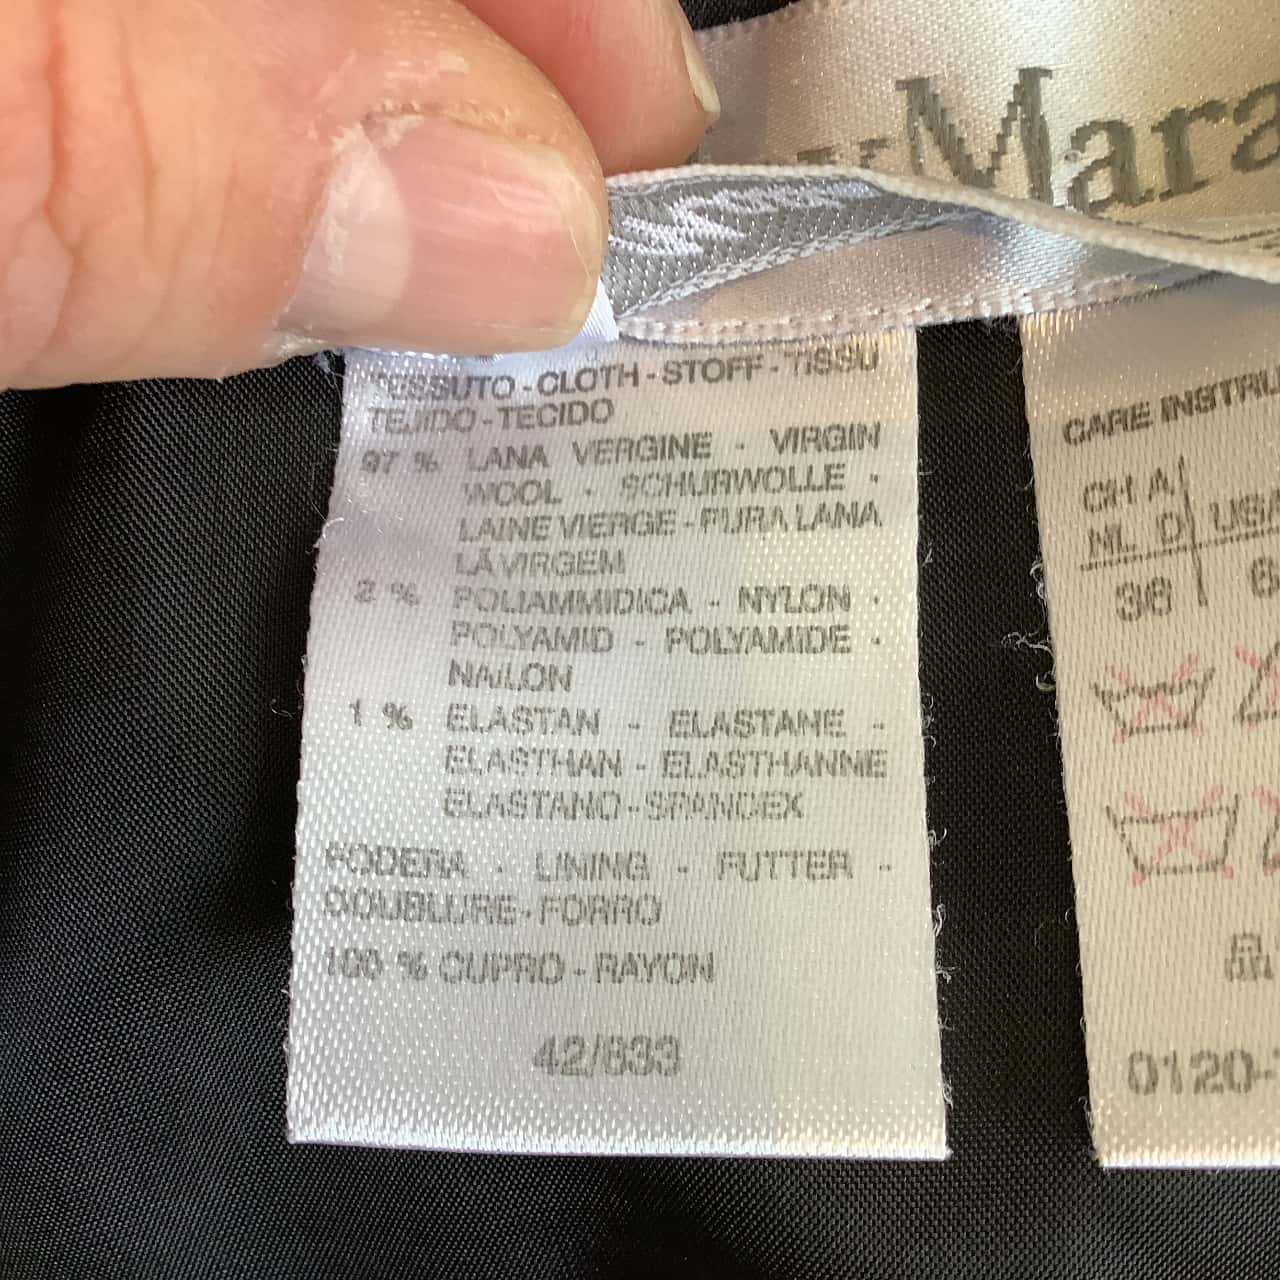 Mara
TESSUTO - CLOTH - STOFF - TISSU
TEJIDO - TECIDO
97 % LANA VERGINE - VIRGIN
WOOL - SCHURWOLLE -
LAINE VIERGE - PURA LANA
LÃ VIRGEM
2 % POLIAMMIDICA - NYLON -
POLYAMID - POLYAMIDE -
NAILON
1 % ELASTAN - ELASTANE -
ELASTHAN - ELASTHANNE
ELASTANO - SPANDEX
FODERA - LINING - FUTTER -
DOUBLURE - FORRO
100 % CUPRO - RAYON
42/633
CARE INSTRU
CH A
NL D USA
36 6
0120-